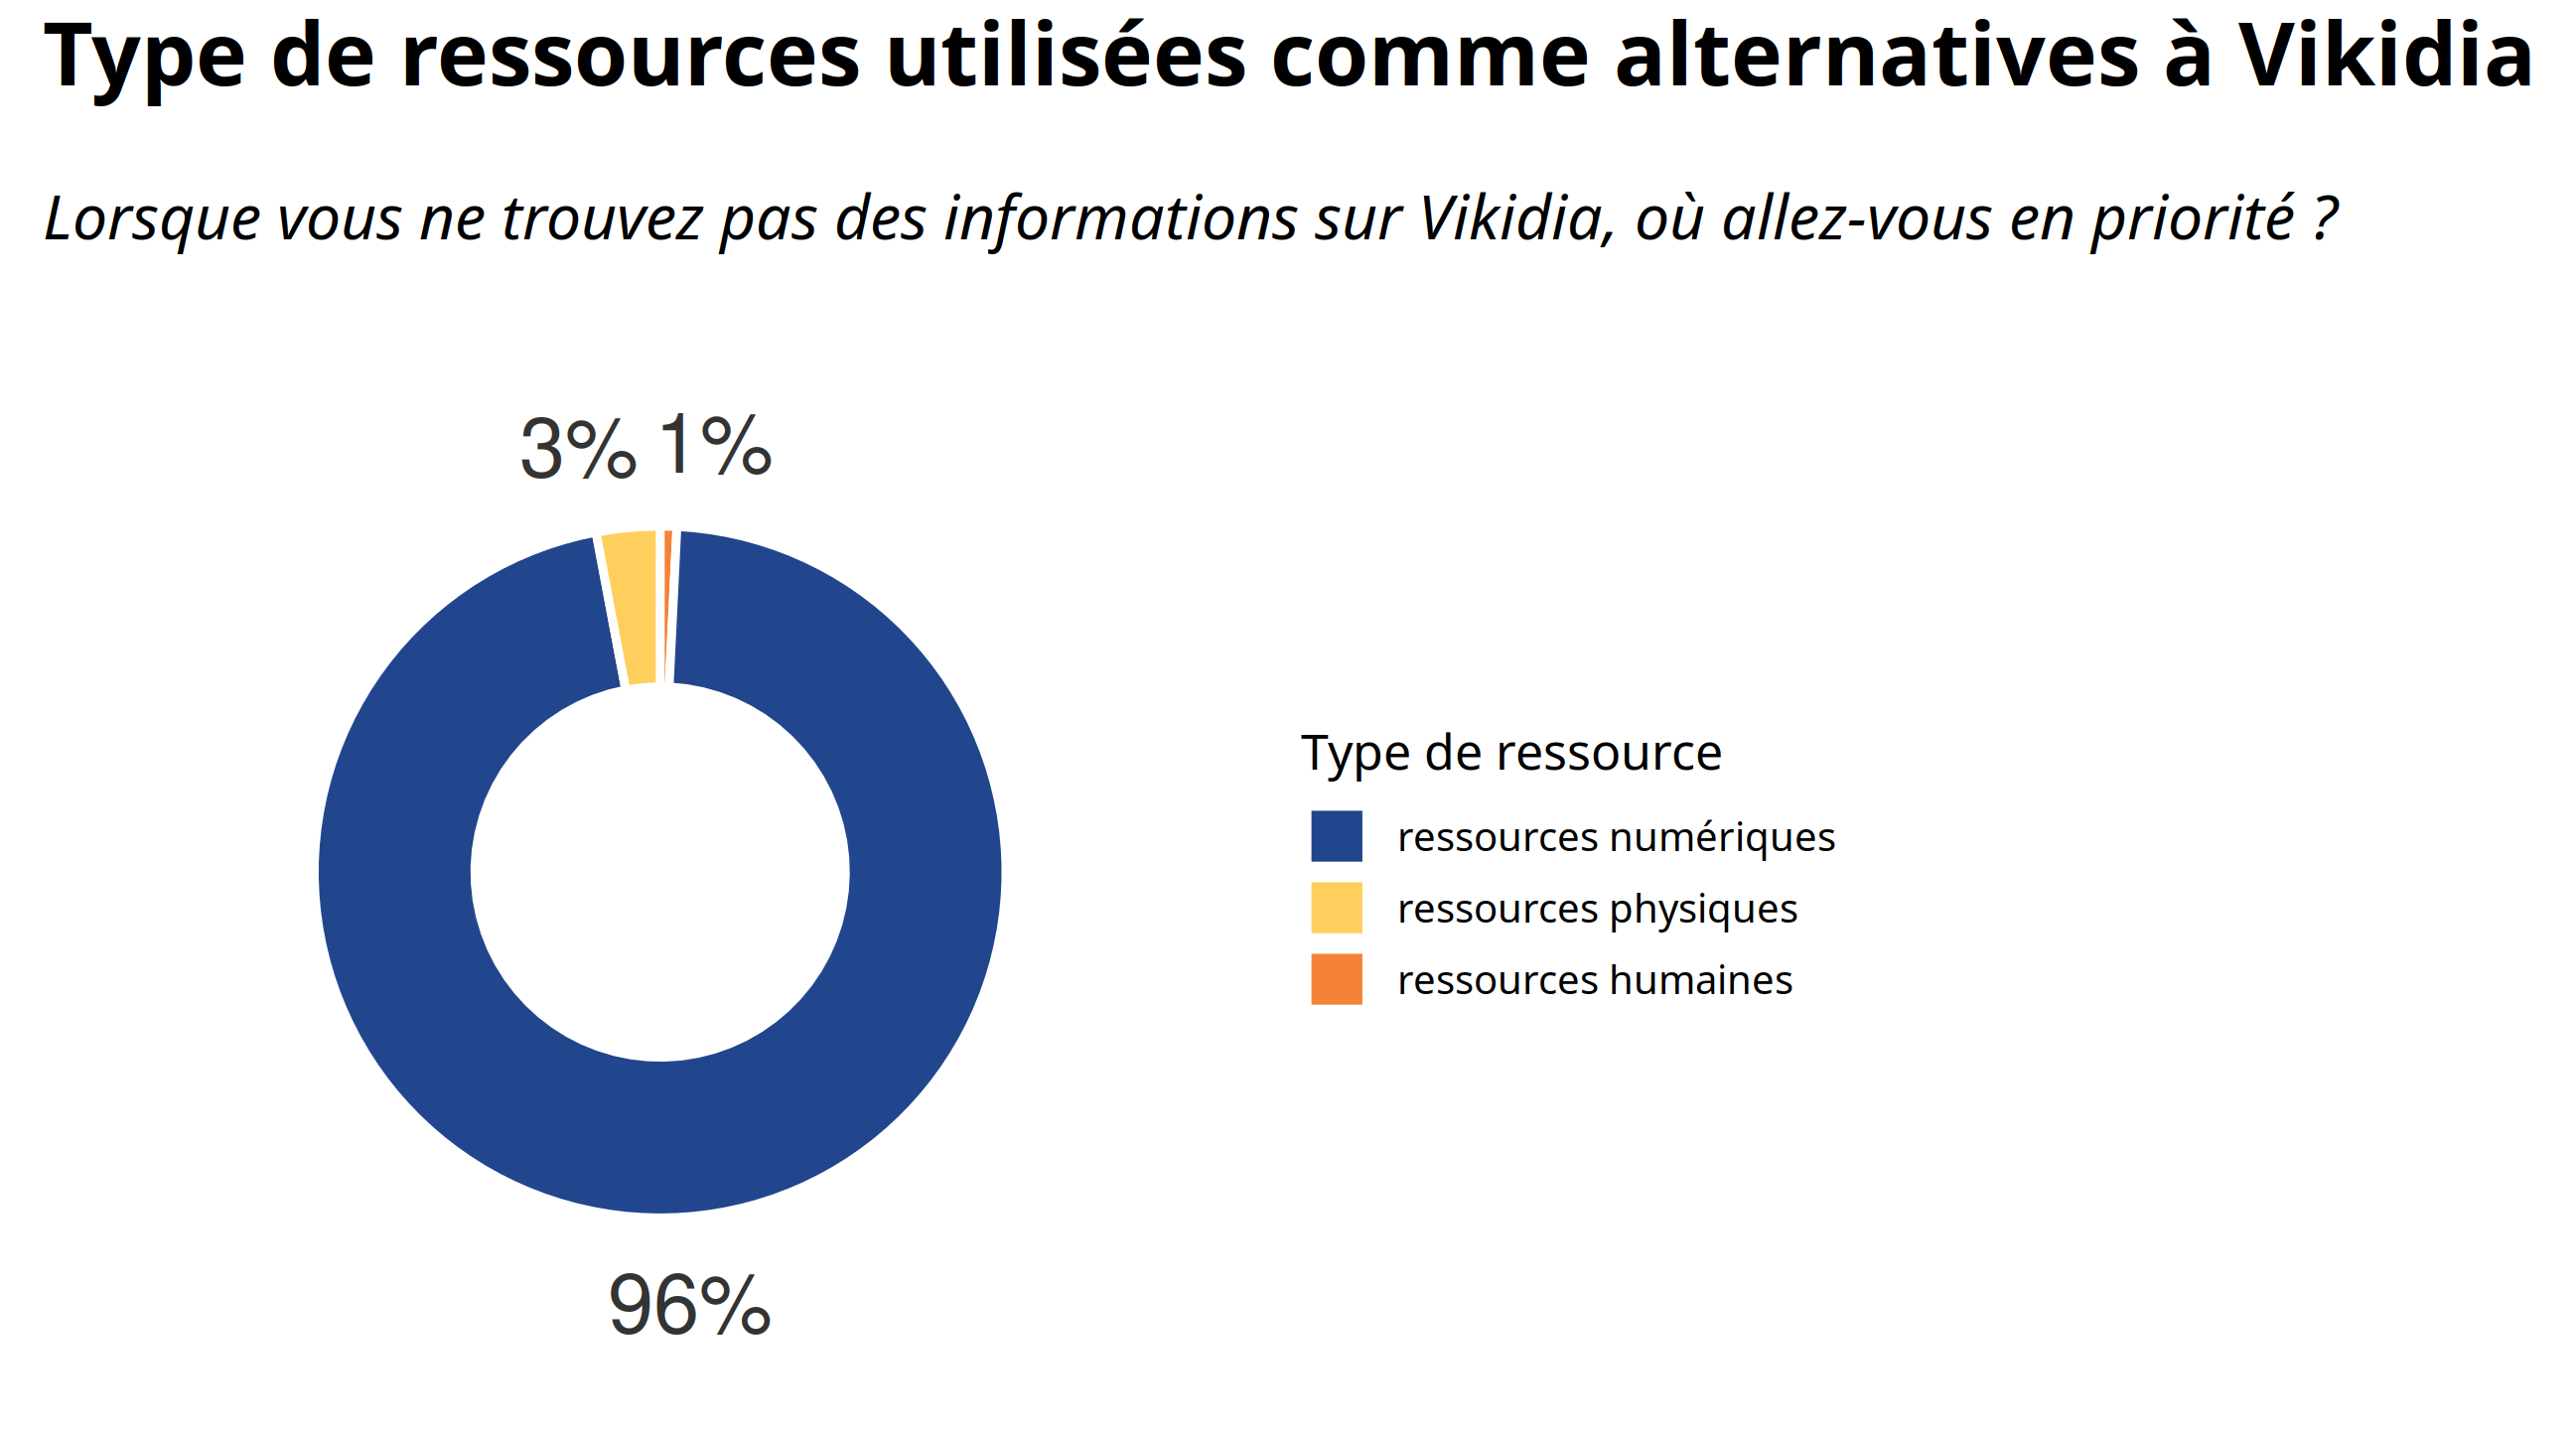 Type de ressources utilisées comme alternatives à Vikidia
Lorsque vous ne trouvez pas des informations sur Vikidia, où allez-vous en priorité ?
3% 1%
96%
Type de ressource
ressources numériques
ressources physiques
ressources humaines